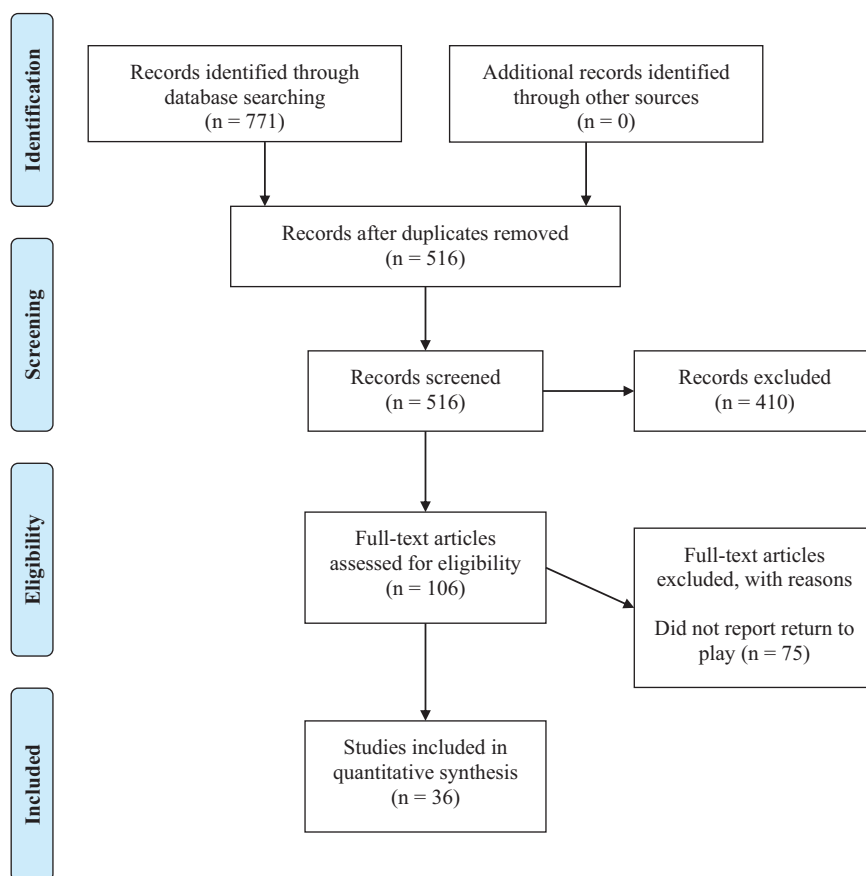 Identification
Records identified through
database searching
(n = 771)
Additional records identified
through other sources
(n = 0)
Records after duplicates removed
(n = 516)
Screening
Records screened
(n = 516)
Records excluded
(n = 410)
Eligibility
Full-text articles
assessed for eligibility
(n = 106)
Full-text articles
excluded, with reasons
Did not report return to
play (n = 75)
Included
Studies included in
quantitative synthesis
(n = 36)